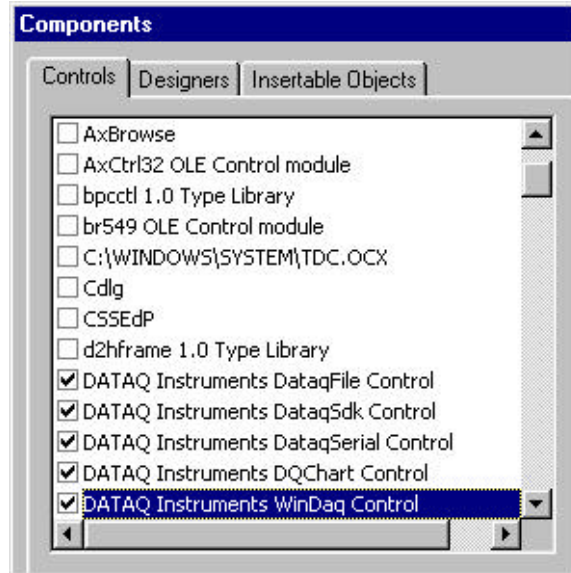 Components
Controls Designers Insertable Objects
AxBrowse
AxCtrl32 OLE Control module
bpcctl 1.0 Type Library
br549 OLE Control module
C:\WINDOWS\SYSTEM\TDC.OCX
Cdlg
CSSEdP
d2hframe 1.0 Type Library
DATAQ Instruments DataqFile Control
DATAQ Instruments DataqSdk Control
DATAQ Instruments DataqSerial Control
DATAQ Instruments DQChart Control
DATAQ Instruments WinDaq Control